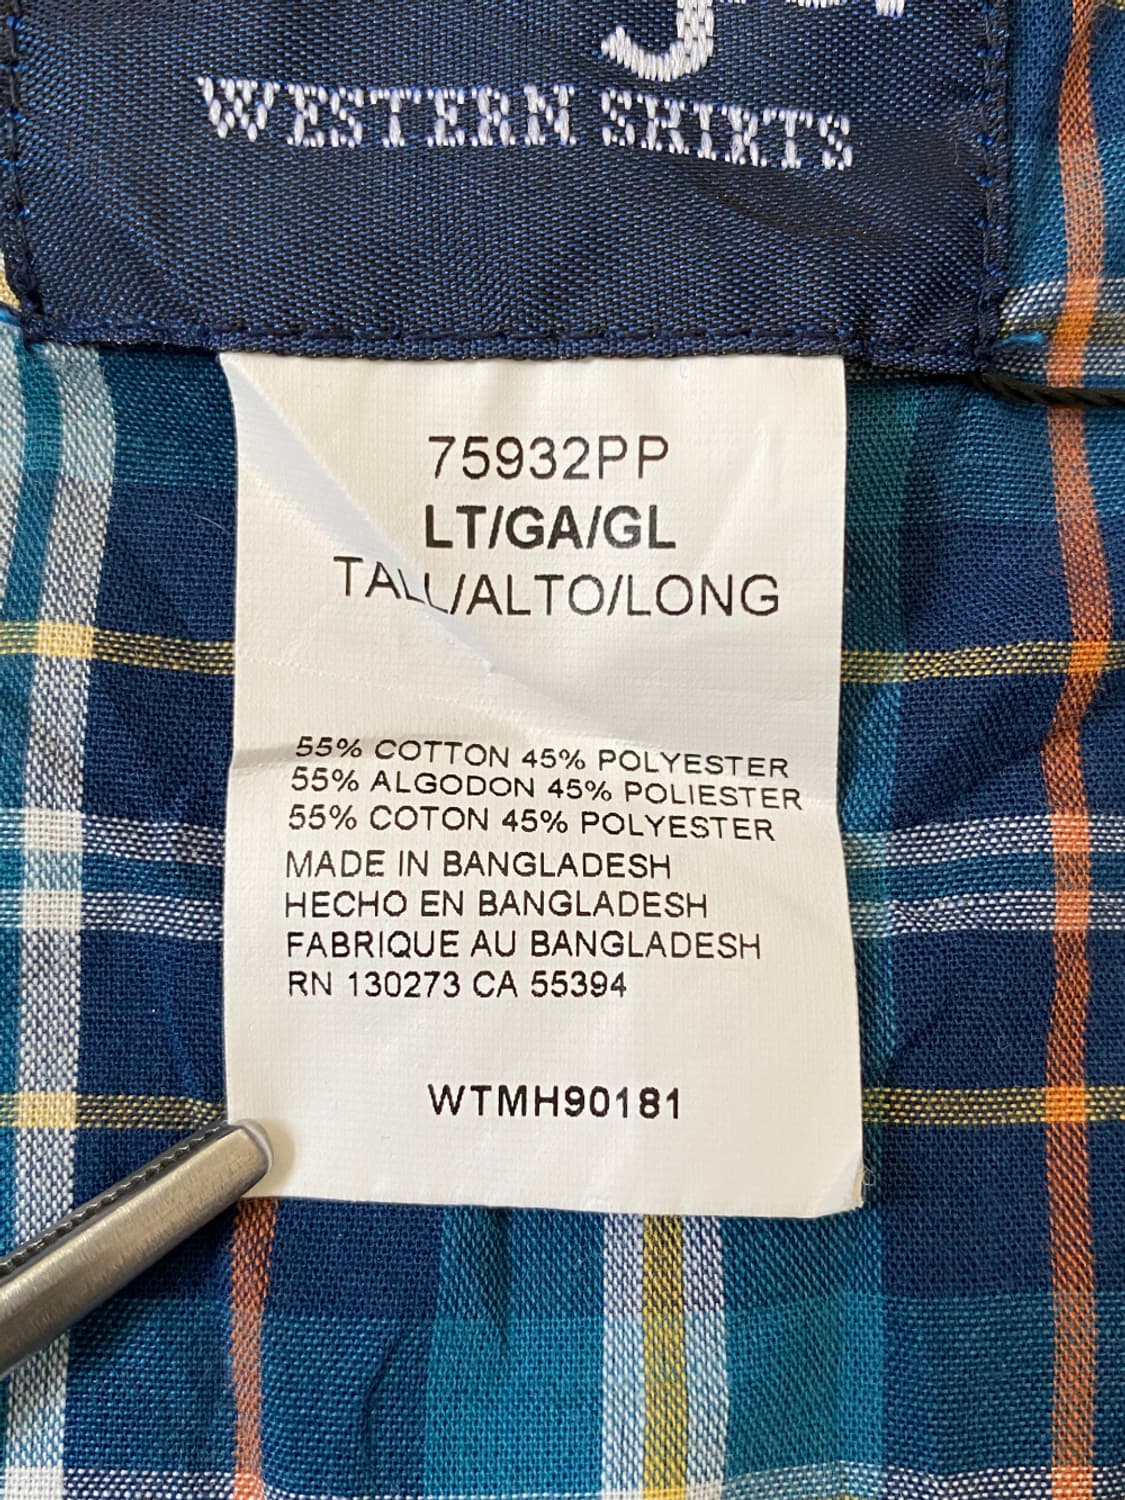 WESTERN SHIRTS
75932PP
LT/GA/GL
TALL/ALTO/LONG
55% COTTON 45% POLYESTER
55% ALGODON 45% POLIESTER
55% COTON 45% POLYESTER
MADE IN BANGLADESH
HECHO EN BANGLADESH
FABRIQUE AU BANGLADESH
RN 130273 CA 55394
WTMH90181